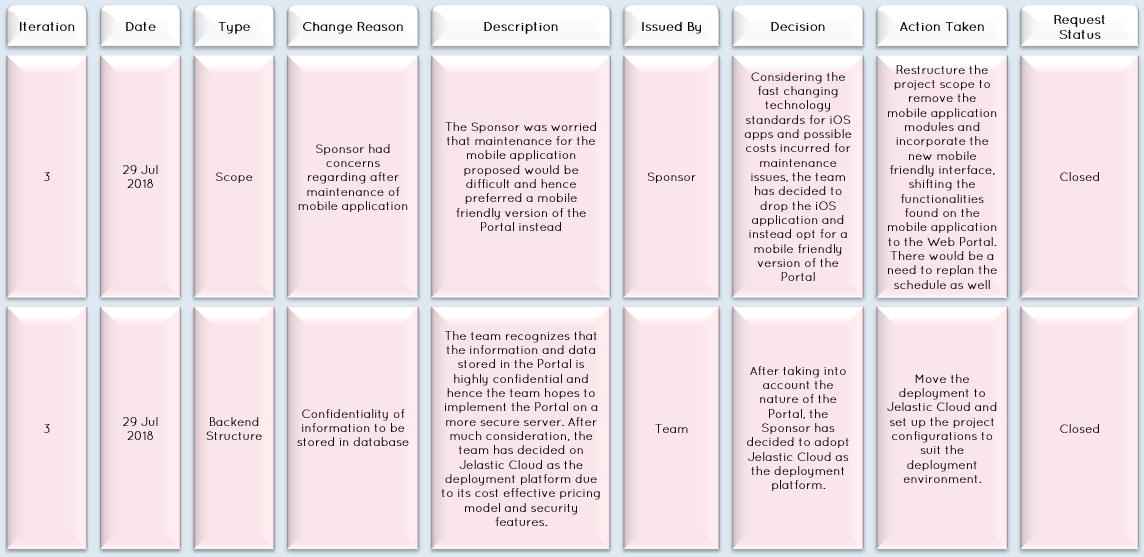 Iteration
Date
Type
Change Reason
Description
Issued By
Decision
Action Taken
Request
Status
3
29 Jul
2018
Scope
Sponsor had
concerns
regarding after
maintenance of
mobile application
The Sponsor was worried
that maintenance for the
mobile application
proposed would be
difficult and hence
preferred a mobile
friendly version of the
Portal instead
Sponsor
Considering the
fast changing
technology
standards for iOS
apps and possible
costs incurred for
maintenance
issues, the team
has decided to
drop the iOS
application and
instead opt for a
mobile friendly
version of the
Portal
Restructure the
project scope to
remove the
mobile application
modules and
incorporate the
new mobile
friendly interface,
shifting the
functionalities
found on the
mobile application
to the Web Portal.
There would be a
need to replan the
schedule as well
Closed
3
29 Jul
2018
Backend
Structure
Confidentiality of
information to be
stored in database
The team recognizes that
the information and data
stored in the Portal is
highly confidential and
hence the team hopes to
implement the Portal on a
more secure server. After
much consideration, the
team has decided on
Jelastic Cloud as the
deployment platform due
to its cost effective pricing
model and security
features.
Team
After taking into
account the
nature of the
Portal, the
Sponsor has
decided to adopt
Jelastic Cloud as
the deployment
platform.
Move the
deployment to
Jelastic Cloud and
set up the project
configurations to
suit the
deployment
environment.
Closed